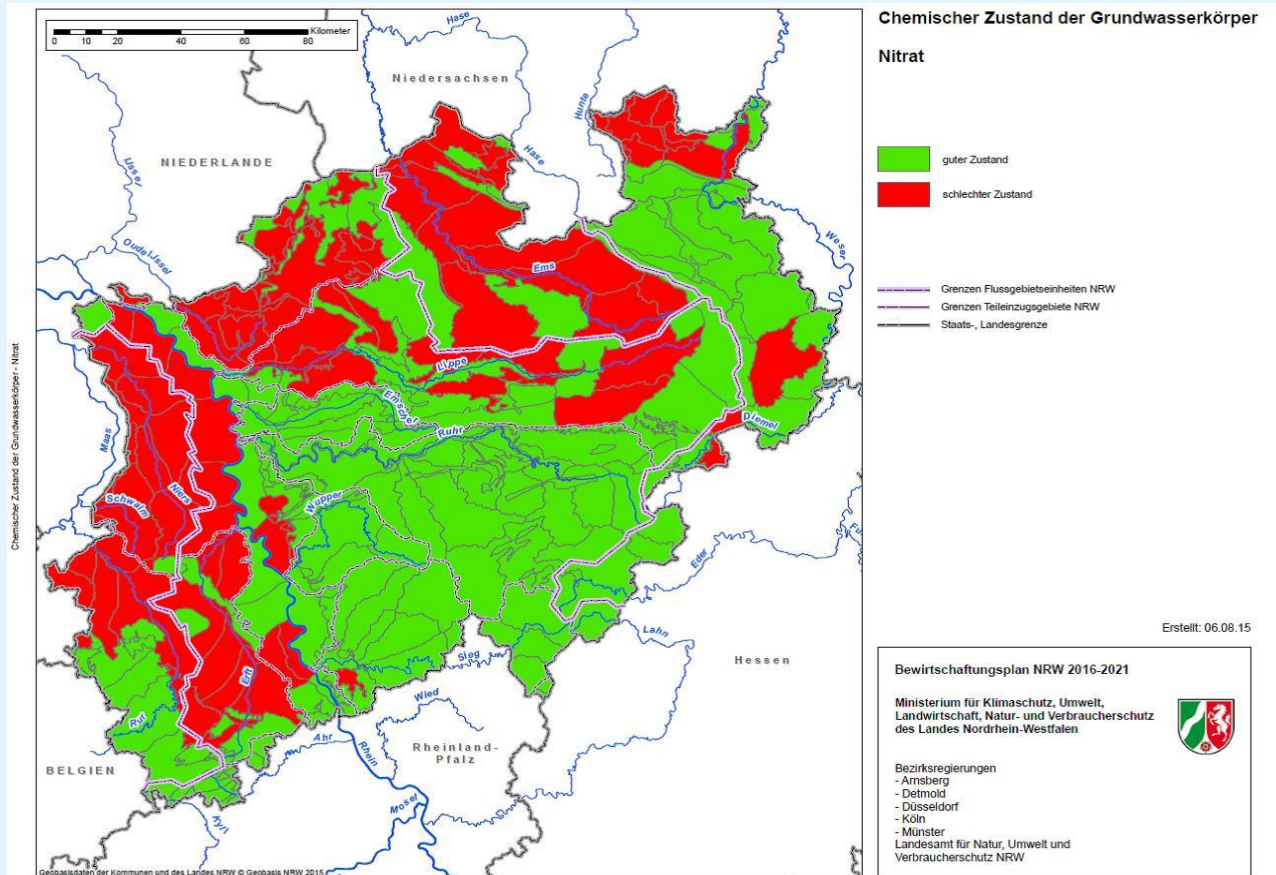 Chemischer Zustand der Grundwasserkörper
Nitrat
guter Zustand
schlechter Zustand
Grenzen Flussgebietseinheiten NRW
Grenzen Teileinzugsgebiete NRW
Staats-, Landesgrenze
Erstellt: 06.08.15
Bewirtschaftungsplan NRW 2016-2021
Ministerium für Klimaschutz, Umwelt,
Landwirtschaft, Natur- und Verbraucherschutz
des Landes Nordrhein-Westfalen
Bezirksregierungen
- Arnsberg
- Detmold
- Düsseldorf
- Köln
- Münster
Landesamt für Natur, Umwelt und
Verbraucherschutz NRW
Chemischer Zustand der Grundwasserkörper - Nitrat
0 10 20 40 60 80 Kilometer
Hase
Niedersachsen
Hunte
Hase
NIEDERLANDE
IJssel
Oude IJssel
Weser
Ems
Lippe
Emscher
Ruhr
Diemel
Maas
Niers
Schwalm
Wupper
Fu
Eder
Lahn
Hessen
Sieg
Erft
Wied
Rur
Ahr
Rhein
Rheinland-
Pfalz
BELGIEN
Mosel
Kyll
Geobasisdaten der Kommunen und des Landes NRW © Geobasis NRW 2015